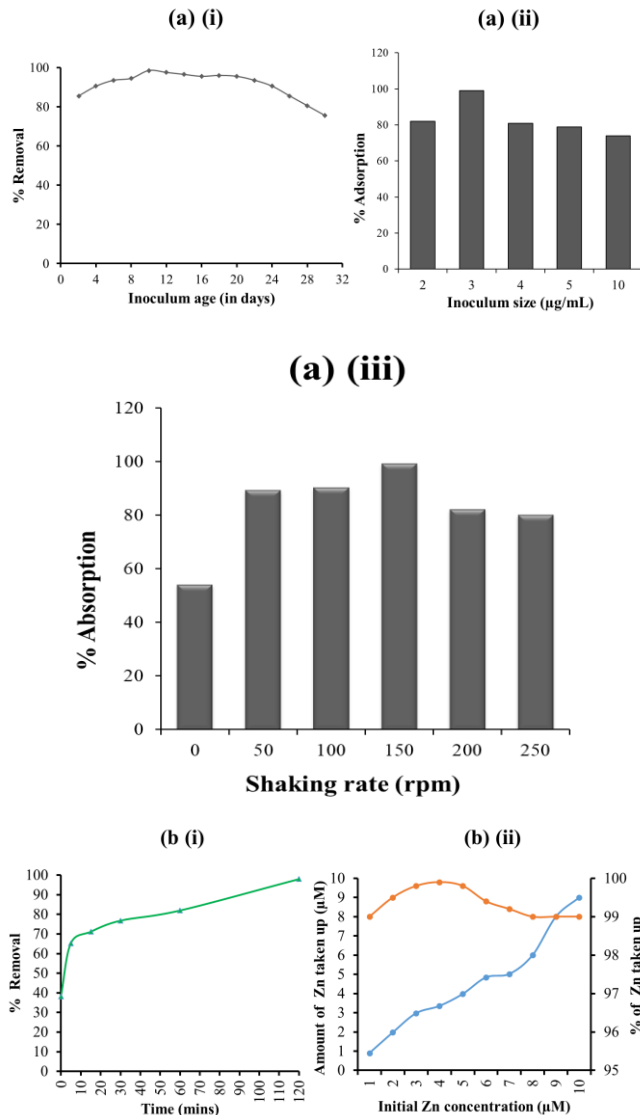 (a) (i)
100
80
60
40
20
0
% Removal
0 4 8 12 16 20 24 28 32
Inoculum age (in days)
(a) (ii)
120
100
80
60
40
20
0
% Adsorption
2 3 4 5 10
Inoculum size (µg/mL)
(a) (iii)
120
100
80
60
40
20
0
% Absorption
0 50 100 150 200 250
Shaking rate (rpm)
(b (i)
100
90
80
70
60
50
40
30
20
10
0
% Removal
0 10 20 30 40 50 60 70 80 90 100 110 120
Time (mins)
(b) (ii)
10
9
8
7
6
5
4
3
2
1
0
Amount of Zn taken up (µM)
100
99
98
97
96
95
% of Zn taken up
1 2 3 4 5 6 7 8 9 10
Initial Zn concentration (µM)